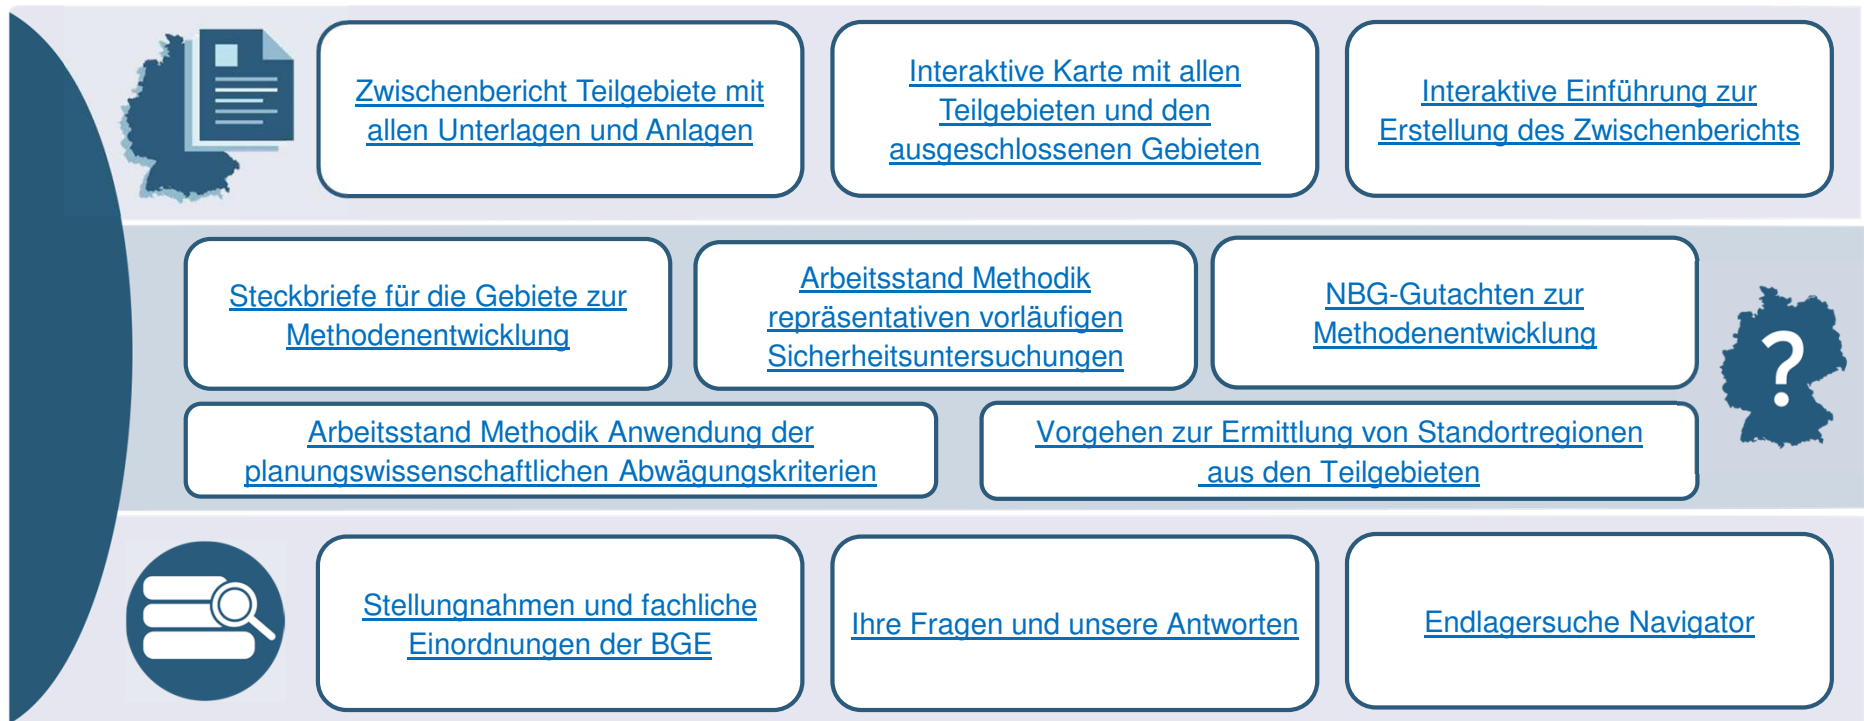 Zwischenbericht Teilgebiete mit
allen Unterlagen und Anlagen
Interaktive Karte mit allen
Teilgebieten und den
ausgeschlossenen Gebieten
Interaktive Einführung zur
Erstellung des Zwischenberichts
Steckbriefe für die Gebiete zur
Methodenentwicklung
Arbeitsstand Methodik
repräsentativen vorläufigen
Sicherheitsuntersuchungen
NBG-Gutachten zur
Methodenentwicklung
?
Arbeitsstand Methodik Anwendung der
planungswissenschaftlichen Abwägungskriterien
Vorgehen zur Ermittlung von Standortregionen
aus den Teilgebieten
Stellungnahmen und fachliche
Einordnungen der BGE
Ihre Fragen und unsere Antworten
Endlagersuche Navigator